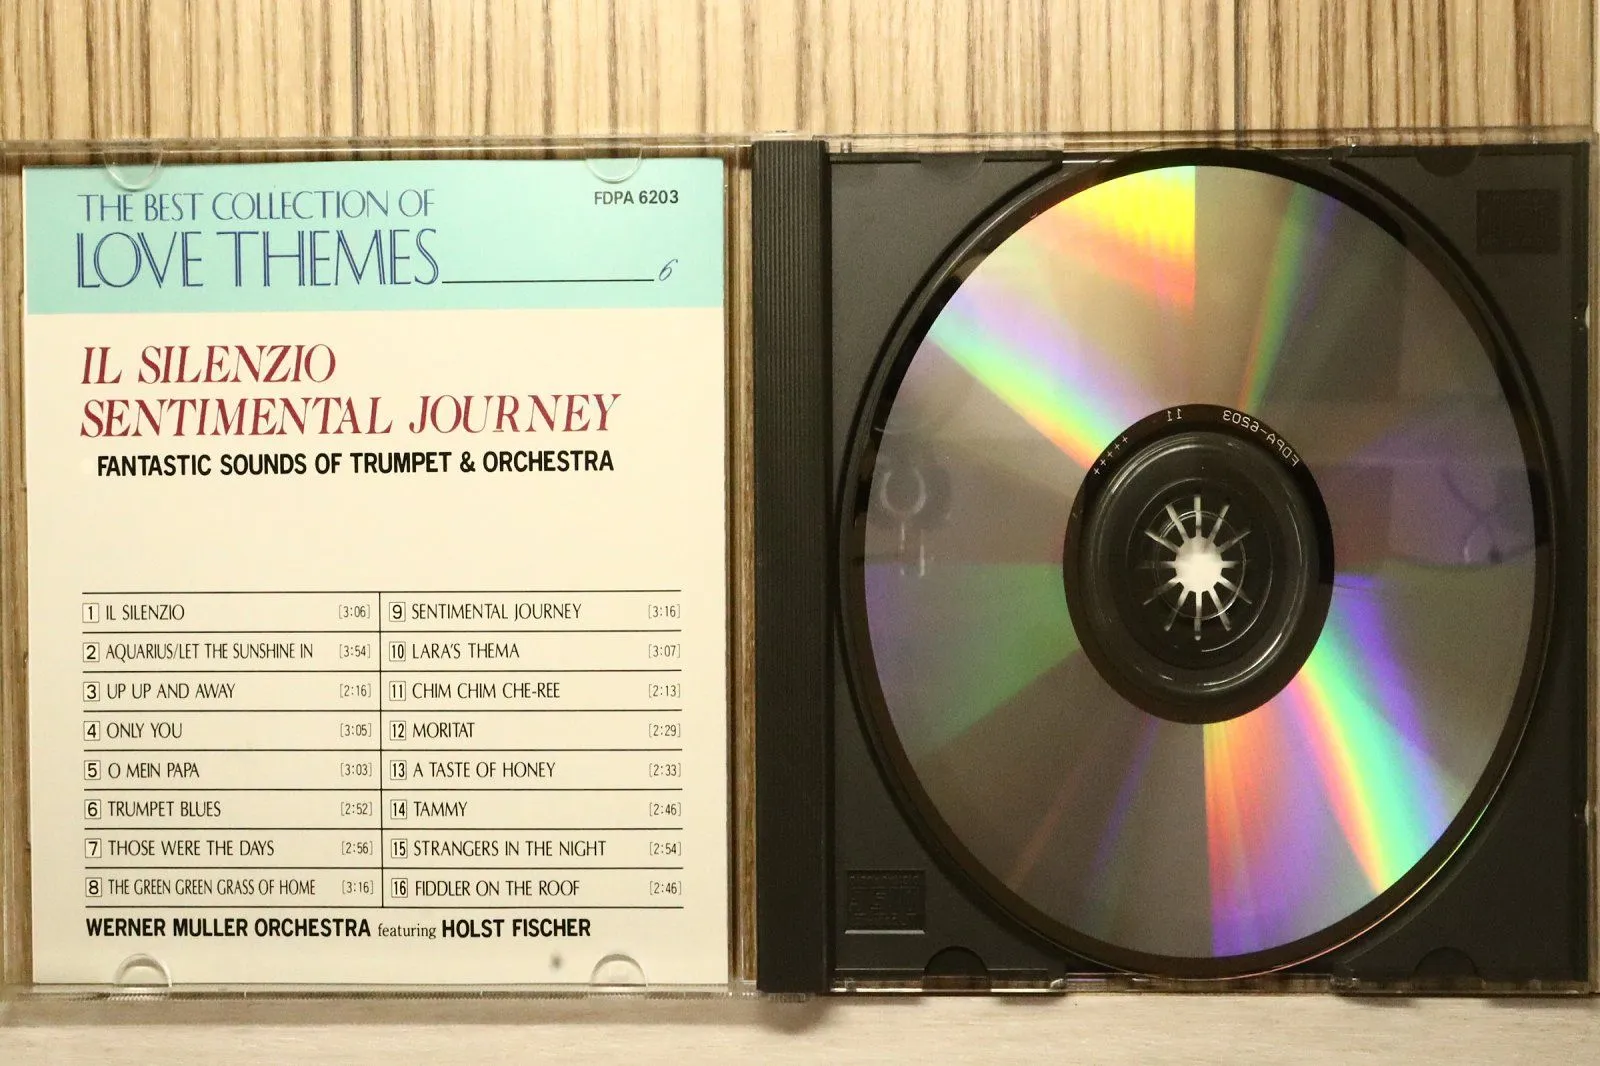 THE BEST COLLECTION OF
FDPA 6203
LOVE THEMES 6
IL SILENZIO
SENTIMENTAL JOURNEY
FANTASTIC SOUNDS OF TRUMPET & ORCHESTRA
1 IL SILENZIO [3:06]
2 AQUARIUS/LET THE SUNSHINE IN [3:54]
3 UP UP AND AWAY [2:16]
4 ONLY YOU [3:05]
5 O MEIN PAPA [3:03]
6 TRUMPET BLUES [2:52]
7 THOSE WERE THE DAYS [2:56]
8 THE GREEN GREEN GRASS OF HOME [3:16]
9 SENTIMENTAL JOURNEY [3:16]
10 LARA'S THEMA [3:07]
11 CHIM CHIM CHE-REE [2:13]
12 MORITAT [2:29]
13 A TASTE OF HONEY [2:33]
14 TAMMY [2:46]
15 STRANGERS IN THE NIGHT [2:54]
16 FIDDLER ON THE ROOF [2:46]
WERNER MULLER ORCHESTRA featuring HOLST FISCHER
FDPA-6203 11 +++++